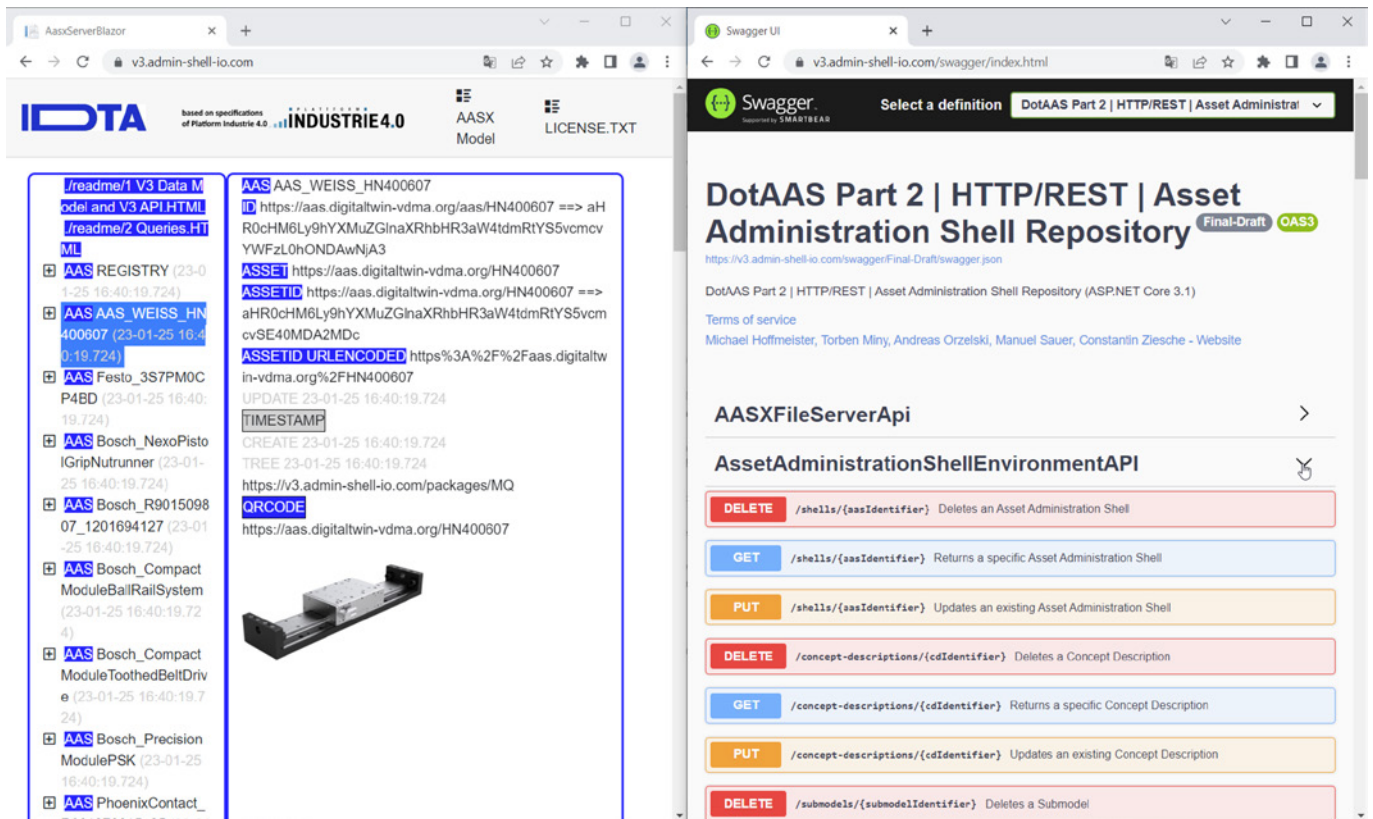 AasxServerBlazor
v3.admin-shell-io.com
IDTA
based on specifications
of Platform Industrie 4.0
PLATTFORM
INDUSTRIE4.0
AASX
Model
LICENSE.TXT
./readme/1 V3 Data M
odel and V3 API.HTML
./readme/2 Queries.HT
ML
AAS REGISTRY (23-0
1-25 16:40:19.724)
AAS AAS_WEISS_HN
400607 (23-01-25 16:4
0:19.724)
AAS Festo_3S7PM0C
P4BD (23-01-25 16:40:
19.724)
AAS Bosch_NexoPisto
lGripNutrunner (23-01-
25 16:40:19.724)
AAS Bosch_R9015098
07_1201694127 (23-01
-25 16:40:19.724)
AAS Bosch_Compact
ModuleBallRailSystem
(23-01-25 16:40:19.72
4)
AAS Bosch_Compact
ModuleToothedBeltDriv
e (23-01-25 16:40:19.7
24)
AAS Bosch_Precision
ModulePSK (23-01-25
16:40:19.724)
AAS PhoenixContact_
AAS AAS_WEISS_HN400607
ID https://aas.digitaltwin-vdma.org/aas/HN400607 ==> aH
R0cHM6Ly9hYXMuZGlnaXRhbHR3aW4tdmRtYS5vcmcv
YWFzL0hONDAwNjA3
ASSET https://aas.digitaltwin-vdma.org/HN400607
ASSETID https://aas.digitaltwin-vdma.org/HN400607 ==>
aHR0cHM6Ly9hYXMuZGlnaXRhbHR3aW4tdmRtYS5vcm
cvSE40MDA2MDc
ASSETID URLENCODED https%3A%2F%2Faas.digitaltw
in-vdma.org%2FHN400607
UPDATE 23-01-25 16:40:19.724
TIMESTAMP
CREATE 23-01-25 16:40:19.724
TREE 23-01-25 16:40:19.724
https://v3.admin-shell-io.com/packages/MQ
QRCODE
https://aas.digitaltwin-vdma.org/HN400607
Swagger UI
v3.admin-shell-io.com/swagger/index.html
Swagger.
Supported by SMARTBEAR
Select a definition
DotAAS Part 2 | HTTP/REST | Asset Administrat
DotAAS Part 2 | HTTP/REST | Asset
Administration Shell Repository Final-Draft OAS3
https://v3.admin-shell-io.com/swagger/Final-Draft/swagger.json
DotAAS Part 2 | HTTP/REST | Asset Administration Shell Repository (ASP.NET Core 3.1)
Terms of service
Michael Hoffmeister, Torben Miny, Andreas Orzelski, Manuel Sauer, Constantin Ziesche - Website
AASXFileServerApi
AssetAdministrationShellEnvironmentAPI
DELETE /shells/{aasIdentifier} Deletes an Asset Administration Shell
GET /shells/{aasIdentifier} Returns a specific Asset Administration Shell
PUT /shells/{aasIdentifier} Updates an existing Asset Administration Shell
DELETE /concept-descriptions/{cdIdentifier} Deletes a Concept Description
GET /concept-descriptions/{cdIdentifier} Returns a specific Concept Description
PUT /concept-descriptions/{cdIdentifier} Updates an existing Concept Description
DELETE /submodels/{submodelIdentifier} Deletes a Submodel